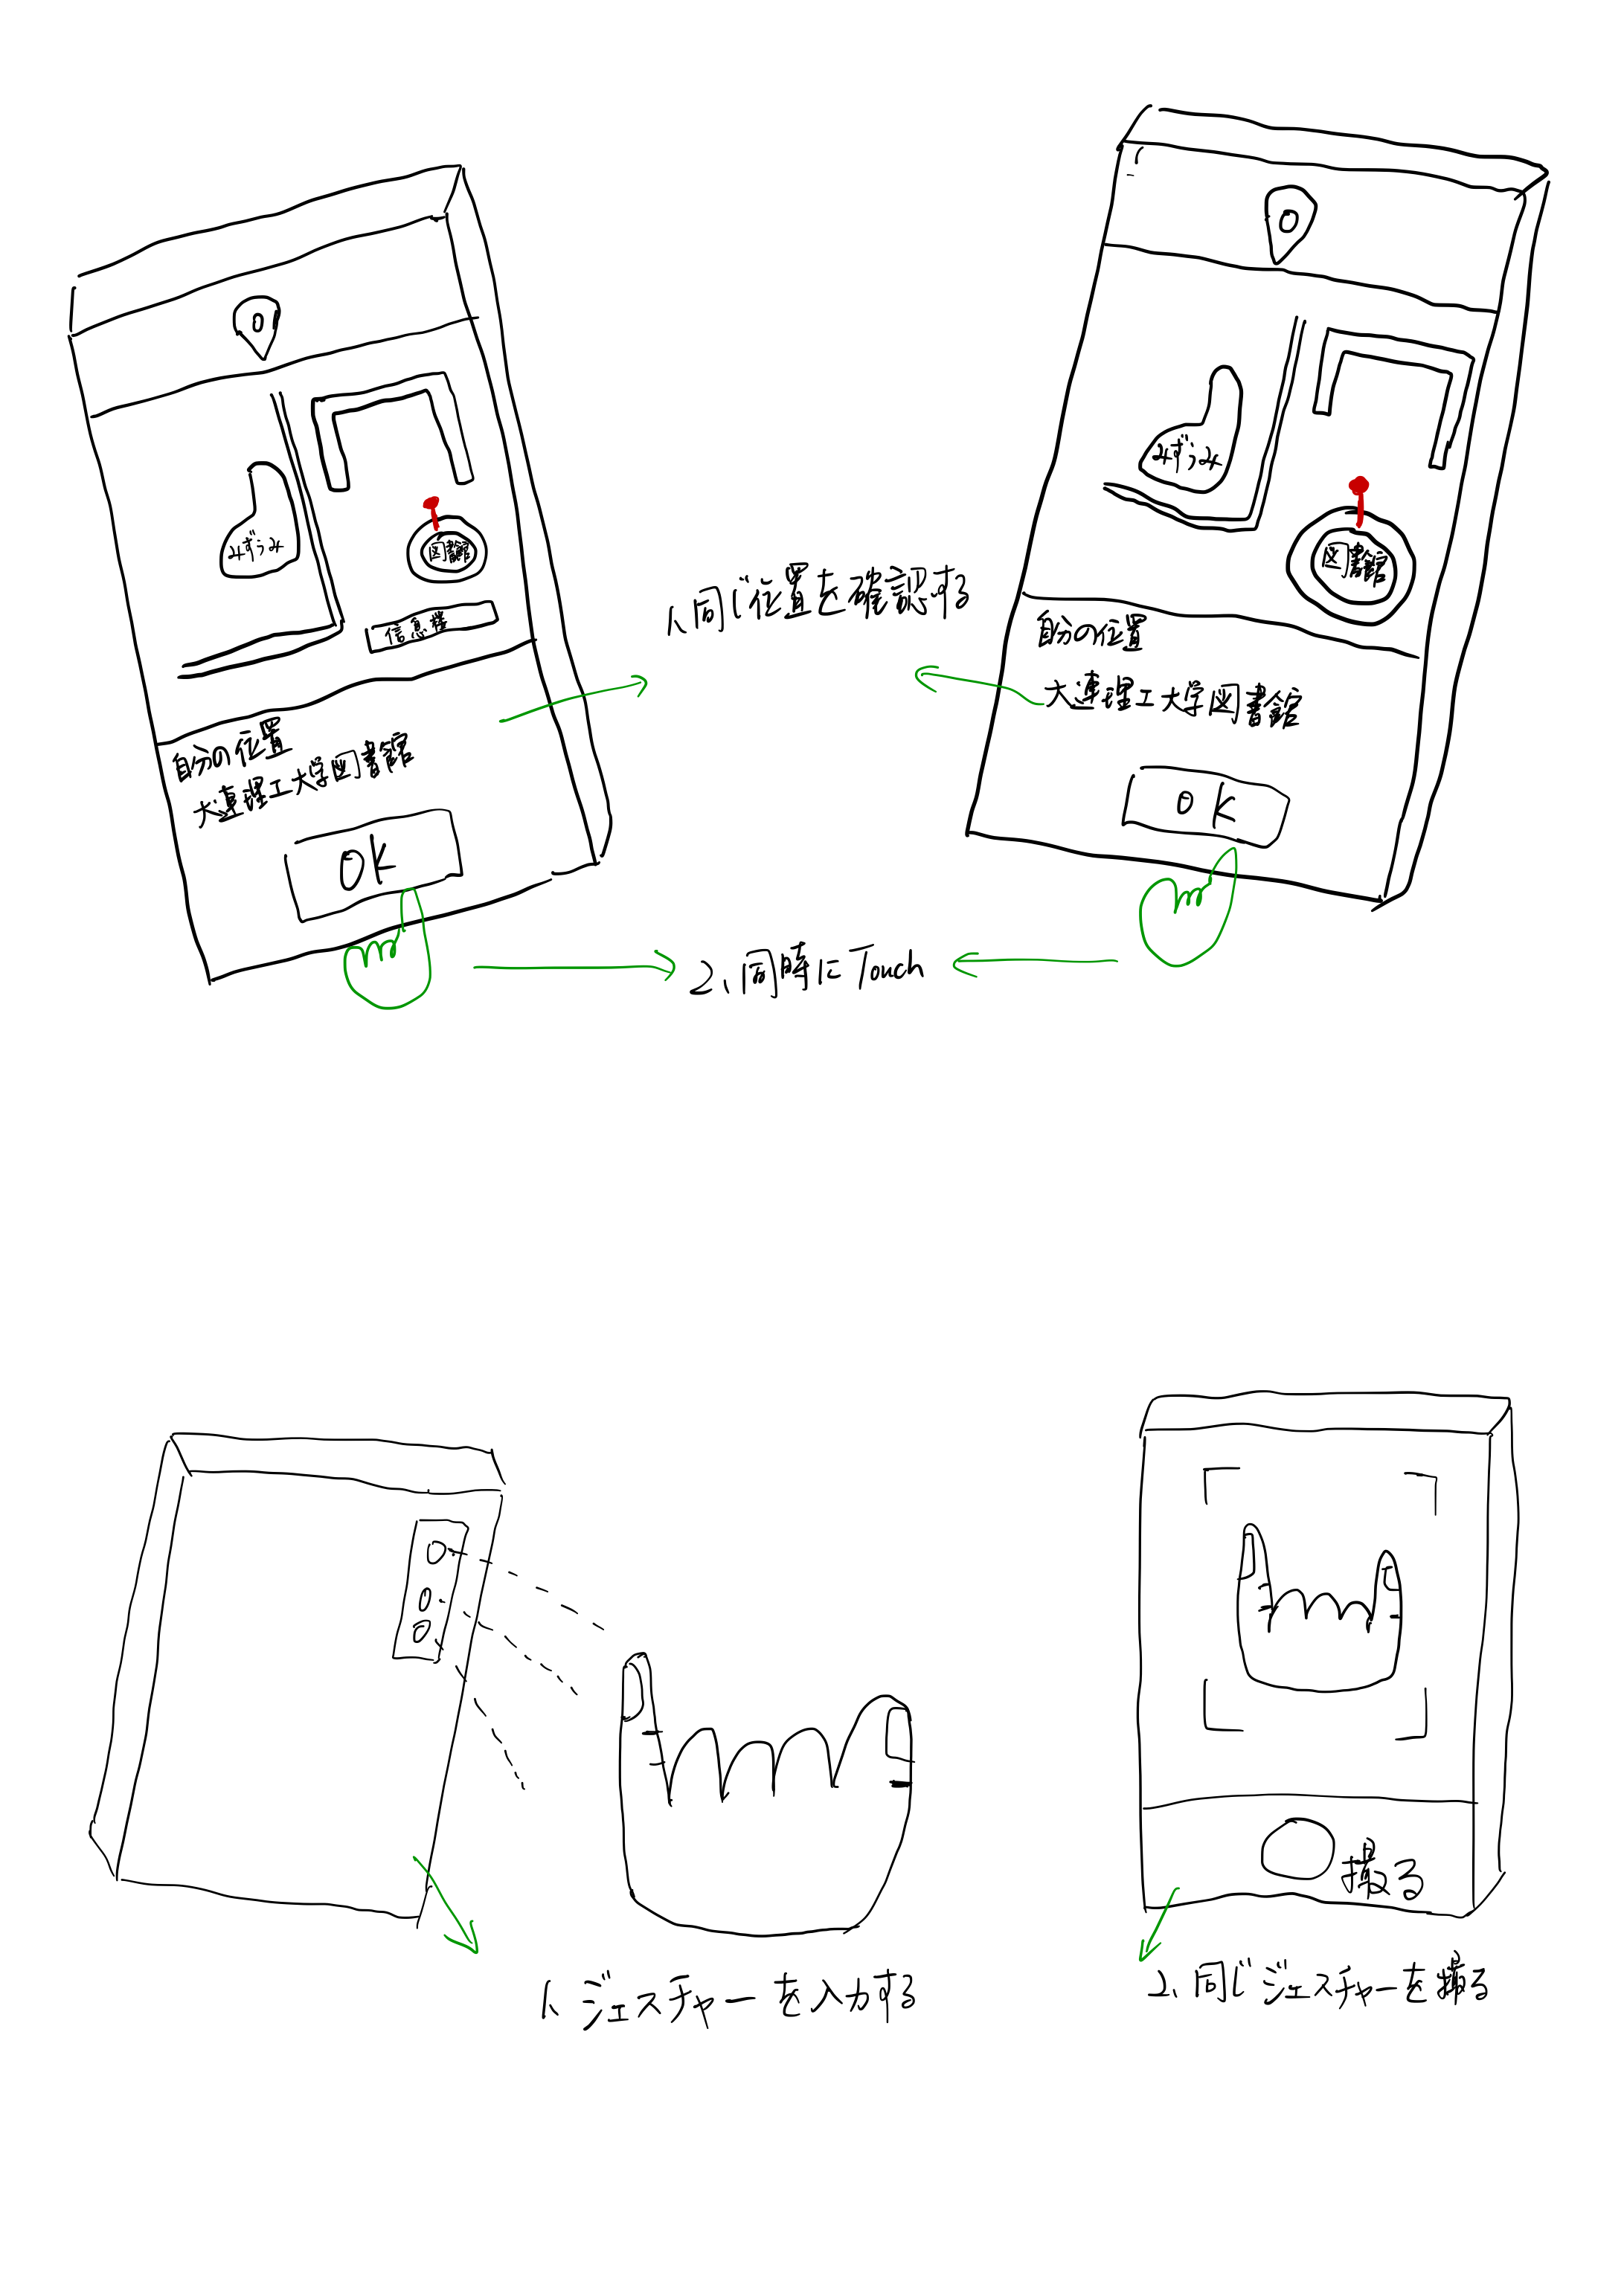 みずうみ
図書館
信息楼
自分の位置
大連理工大学図書館
OK
1、同じ位置を確認する
みずうみ
図書館
自分の位置
大連理工大学図書館
OK
2、同時にTouch
撮る
1、ジェスチャーを入力する
2、同じジェスチャーを撮る